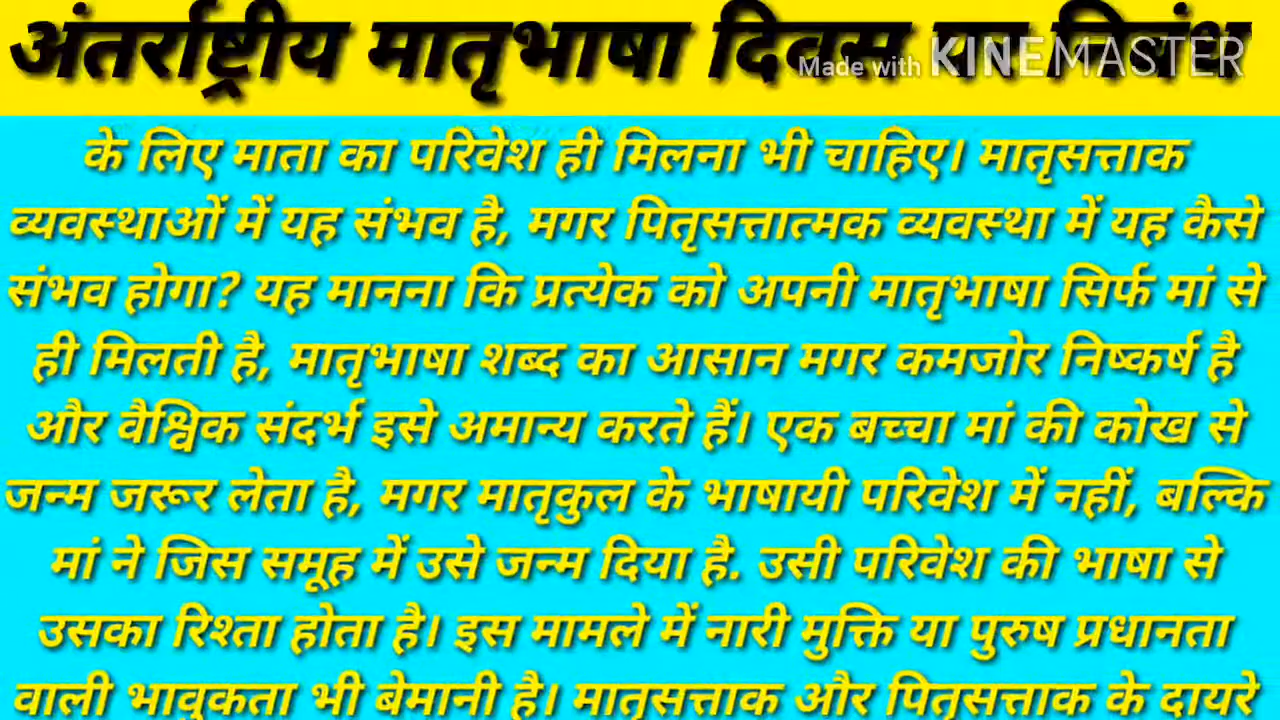 अंतर्राष्ट्रीय मातृभाषा दिवस पर निबंध
Made with KINEMASTER
के लिए माता का परिवेश ही मिलना भी चाहिए। मातृसत्ताक
व्यवस्थाओं में यह संभव है, मगर पितृसत्तात्मक व्यवस्था में यह कैसे
संभव होगा? यह मानना कि प्रत्येक को अपनी मातृभाषा सिर्फ मां से
ही मिलती है, मातृभाषा शब्द का आसान मगर कमजोर निष्कर्ष है
और वैश्विक संदर्भ इसे अमान्य करते हैं। एक बच्चा मां की कोख से
जन्म जरूर लेता है, मगर मातृकुल के भाषायी परिवेश में नहीं, बल्कि
मां ने जिस समूह में उसे जन्म दिया है. उसी परिवेश की भाषा से
उसका रिश्ता होता है। इस मामले में नारी मुक्ति या पुरुष प्रधानता
वाली भावुकता भी बेमानी है। मातृसत्ताक और पितृसत्ताक के दायरे